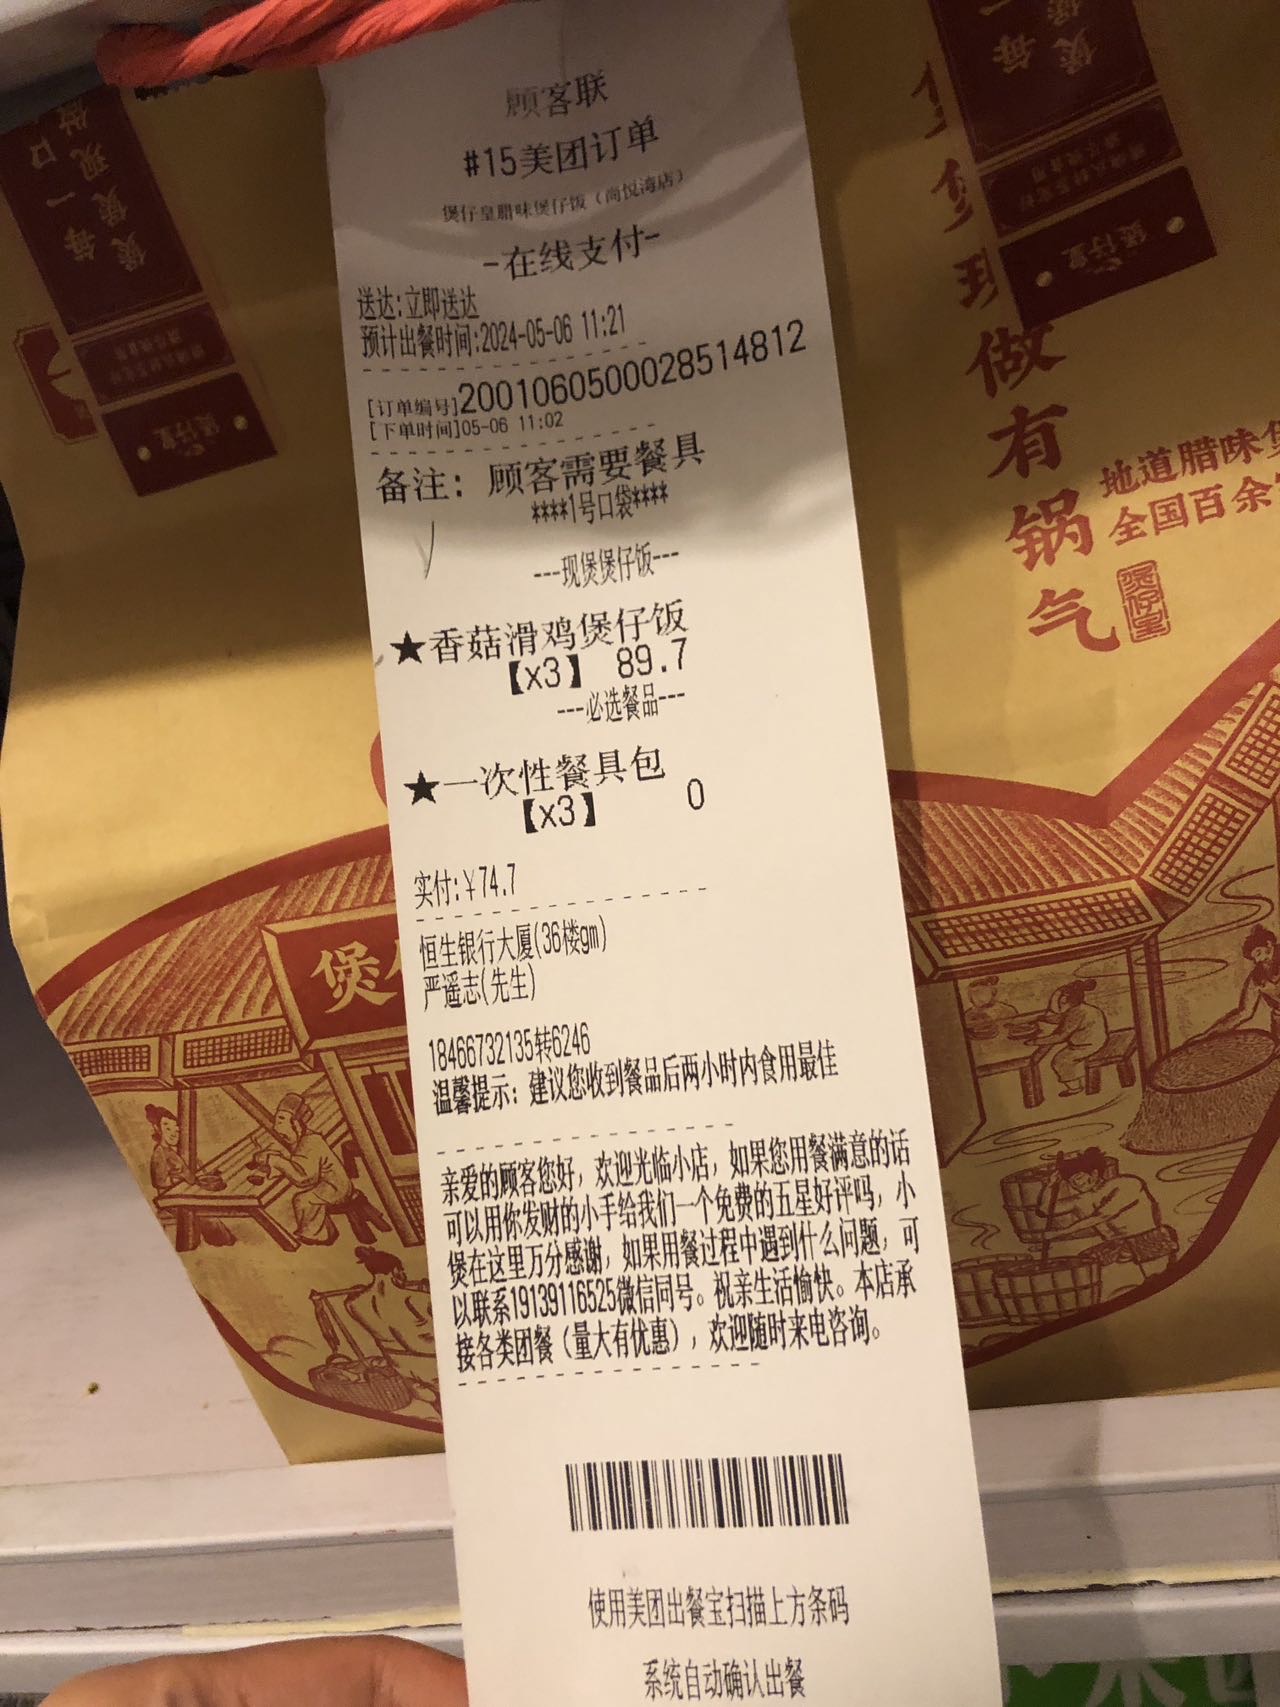 顾客联
#15美团订单
煲仔皇腊味煲仔饭（尚悦湾店）
-在线支付-
送达:立即送达
预计出餐时间:2024-05-06 11:21
[订单编号]2001060500028514812
[下单时间]05-06 11:02
备注：顾客需要餐具
****1号口袋****
---现煲煲仔饭---
★香菇滑鸡煲仔饭
【x3】 89.7
---必选餐品---
★一次性餐具包
【x3】 0
实付:￥74.7
恒生银行大厦(36楼gm)
严遥志(先生)
18466732135转6246
温馨提示：建议您收到餐品后两小时内食用最佳
亲爱的顾客您好，欢迎光临小店，如果您用餐满意的话
可以用你发财的小手给我们一个免费的五星好评吗，小
煲在这里万分感谢，如果用餐过程中遇到什么问题，可
以联系19139116525微信同号。祝亲生活愉快。本店承
接各类团餐（量大有优惠），欢迎随时来电咨询。
使用美团出餐宝扫描上方条码
系统自动确认出餐
做有锅气
地道腊味煲
全国百余
煲仔皇
煲